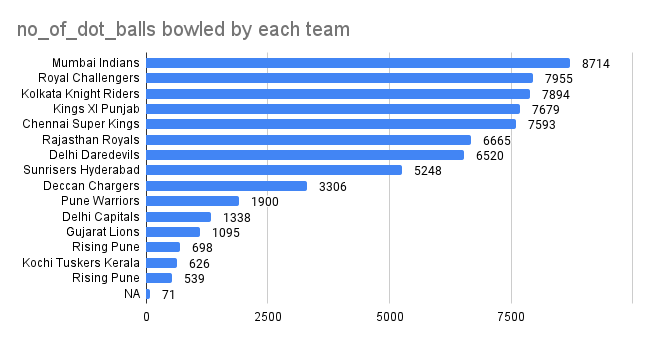 no_of_dot_balls bowled by each team
Mumbai Indians 8714
Royal Challengers 7955
Kolkata Knight Riders 7894
Kings XI Punjab 7679
Chennai Super Kings 7593
Rajasthan Royals 6665
Delhi Daredevils 6520
Sunrisers Hyderabad 5248
Deccan Chargers 3306
Pune Warriors 1900
Delhi Capitals 1338
Gujarat Lions 1095
Rising Pune 698
Kochi Tuskers Kerala 626
Rising Pune 539
NA 71
0 2500 5000 7500